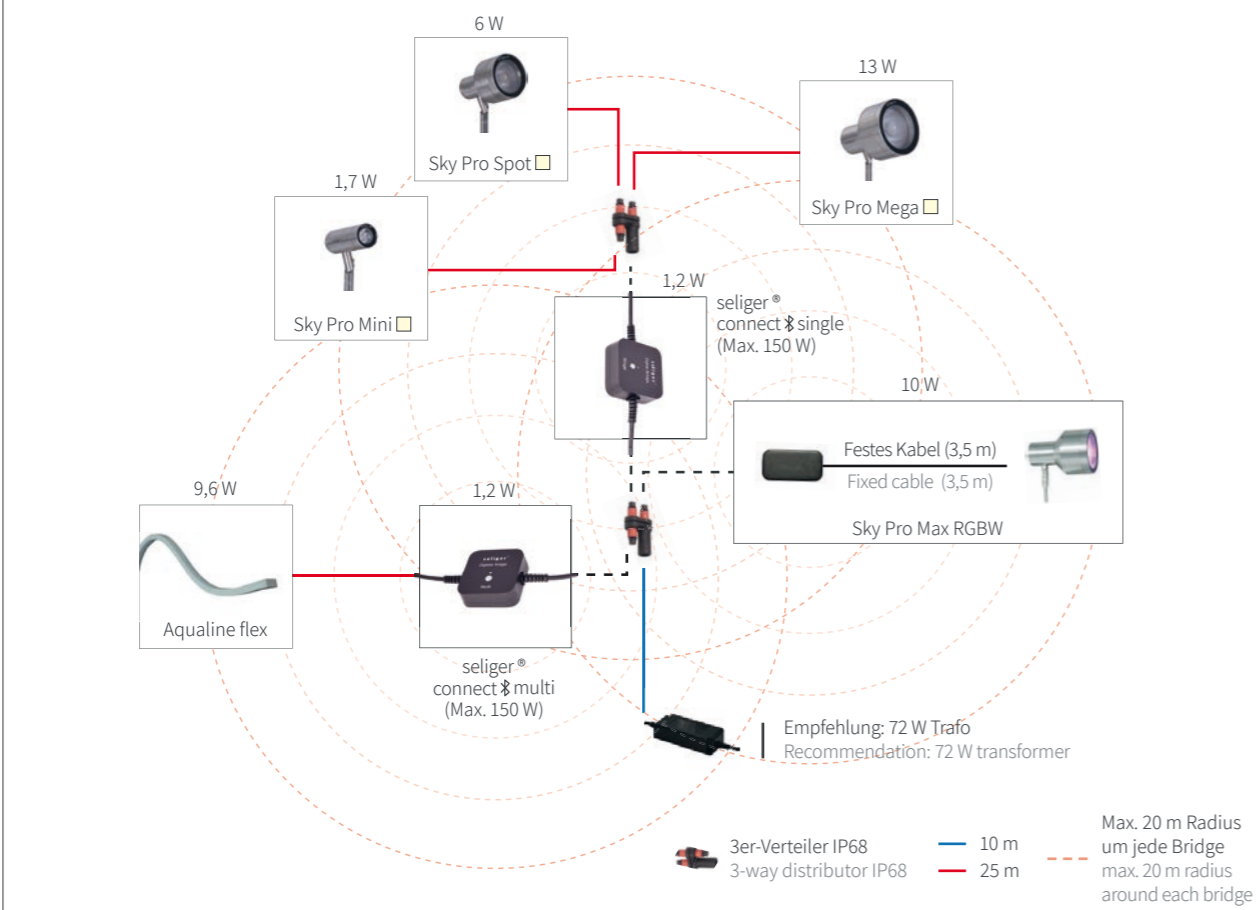 6 W
Sky Pro Spot
13 W
Sky Pro Mega
1,7 W
Sky Pro Mini
1,2 W
seliger ®
connect single
(Max. 150 W)
10 W
Festes Kabel (3,5 m)
Fixed cable (3,5 m)
Sky Pro Max RGBW
9,6 W
Aqualine flex
1,2 W
seliger
seliger ®
connect multi
(Max. 150 W)
Empfehlung: 72 W Trafo
Recommendation: 72 W transformer
3er-Verteiler IP68
3-way distributor IP68
10 m
25 m
Max. 20 m Radius
um jede Bridge
max. 20 m radius
around each bridge